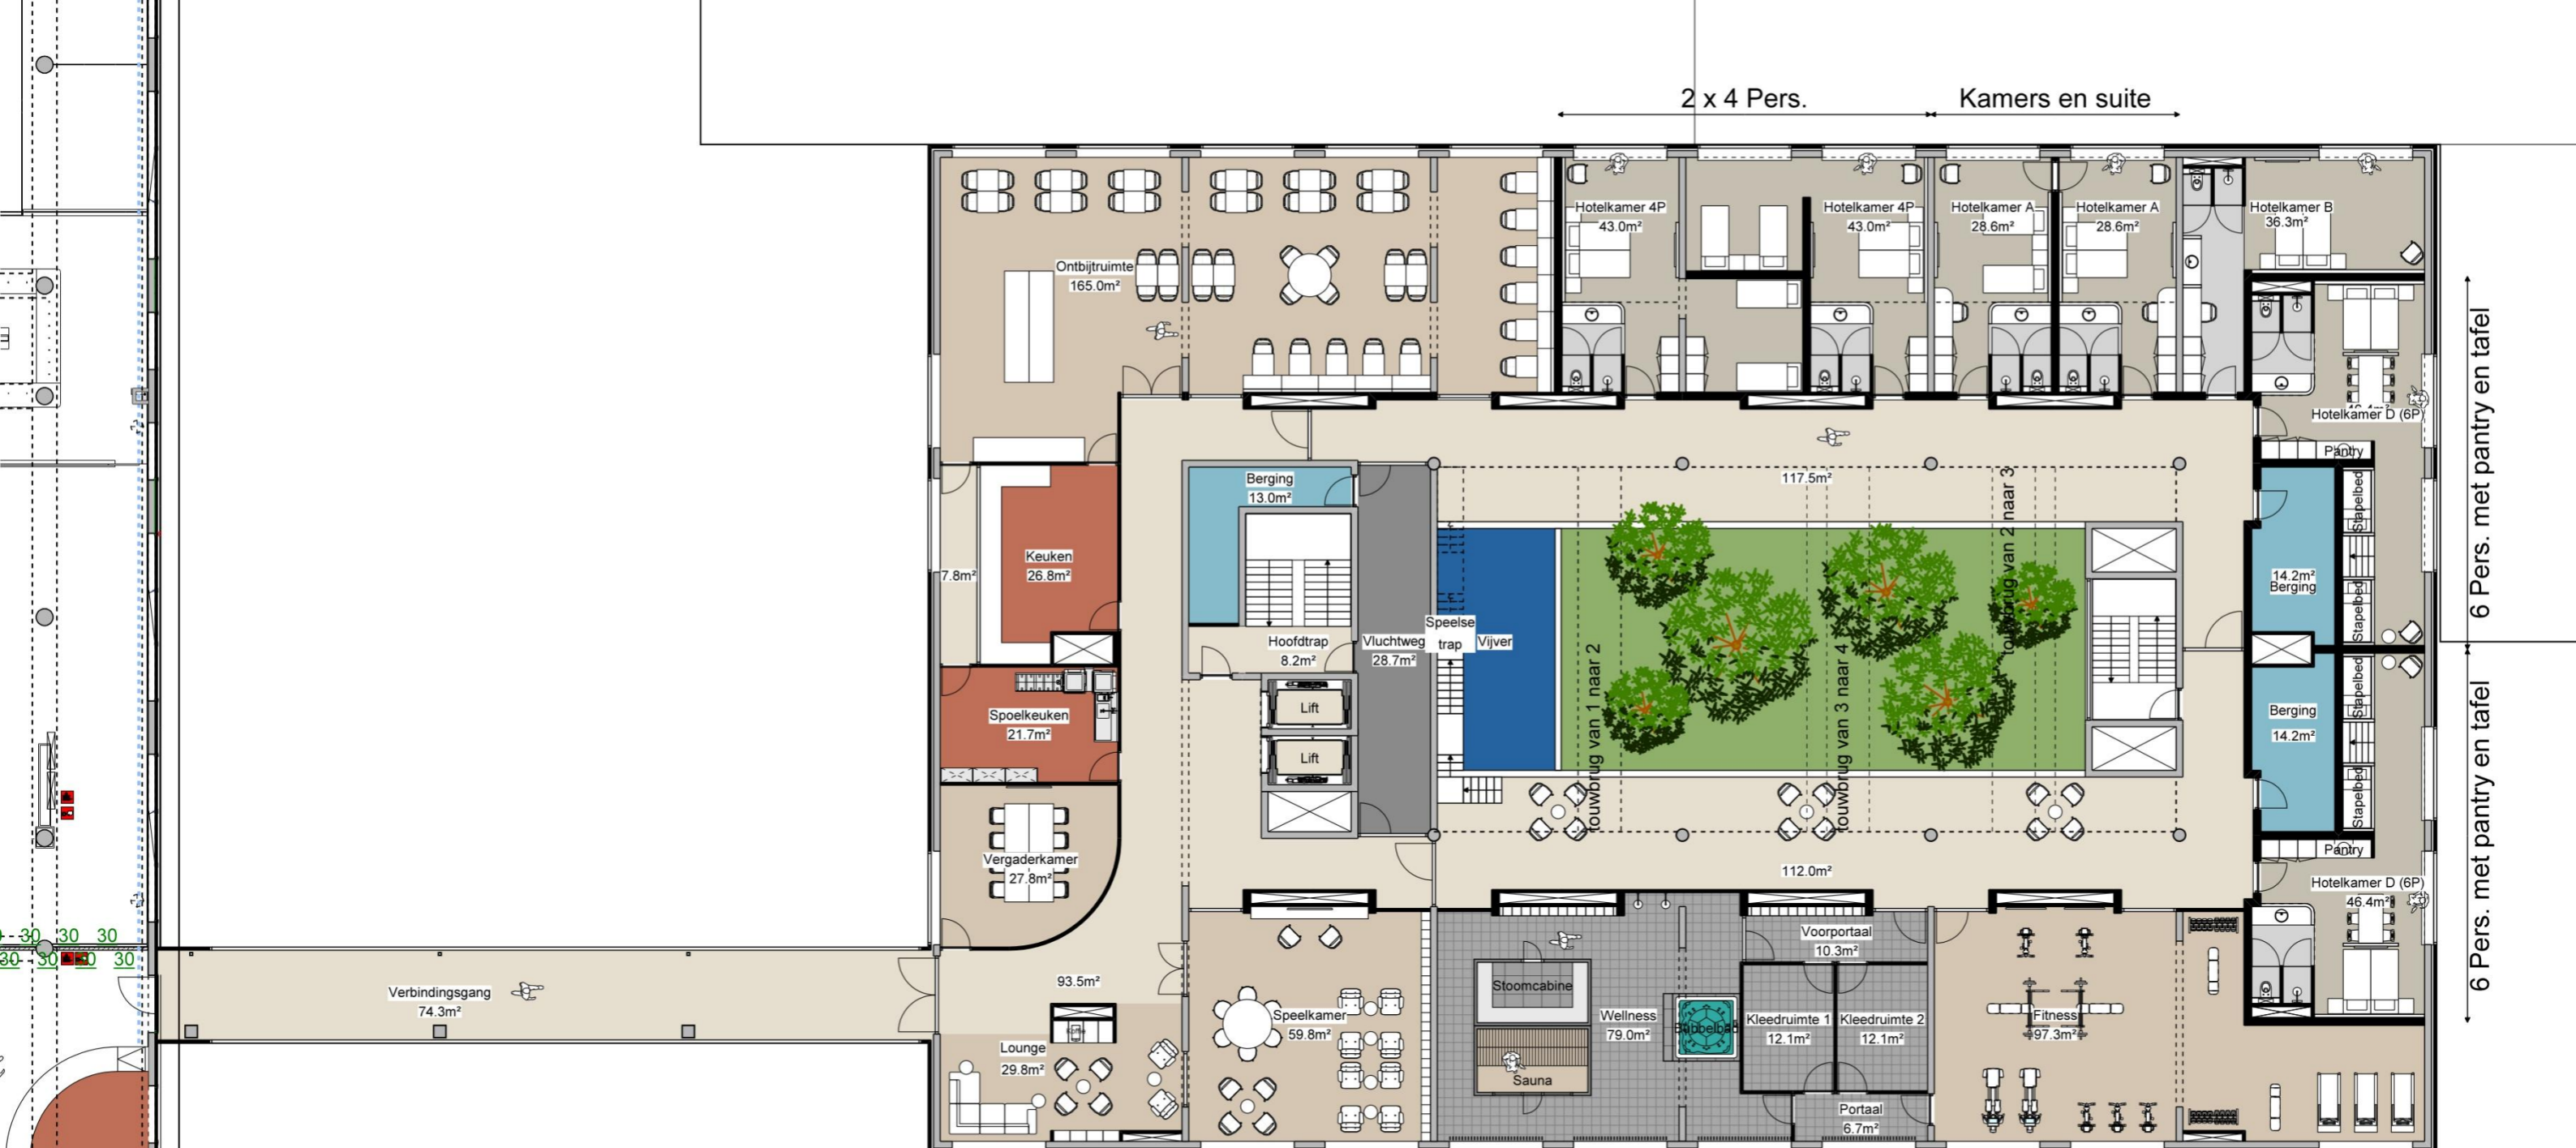 2 x 4 Pers.
Kamers en suite
Ontbijtruimte
165.0m²
Hotelkamer 4P
43.0m²
Hotelkamer 4P
43.0m²
Hotelkamer A
28.6m²
Hotelkamer A
28.6m²
Hotelkamer B
36.3m²
Hotelkamer D (6P)
Pantry
6 Pers. met pantry en tafel
Berging
13.0m²
117.5m²
Keuken
26.8m²
7.8m²
Hoofdtrap
8.2m²
Vluchtweg
28.7m²
Speelse
trap
Vijver
touwbrug van 1 naar 2
touwbrug van 3 naar 4
touwbrug van 2 naar 3
14.2m²
Berging
Stapelbed
Stapelbed
Spoelkeuken
21.7m²
Lift
Lift
Berging
14.2m²
Stapelbed
Stapelbed
6 Pers. met pantry en tafel
Vergaderkamer
27.8m²
112.0m²
Pantry
Hotelkamer D (6P)
46.4m²
30 30 30
30 30 30 30
Verbindingsgang
74.3m²
93.5m²
Lounge
29.8m²
Speelkamer
59.8m²
Stoomcabine
Sauna
Wellness
79.0m²
Bubbelbad
Voorportaal
10.3m²
Kleedruimte 1
12.1m²
Kleedruimte 2
12.1m²
Portaal
6.7m²
Fitness
97.3m²